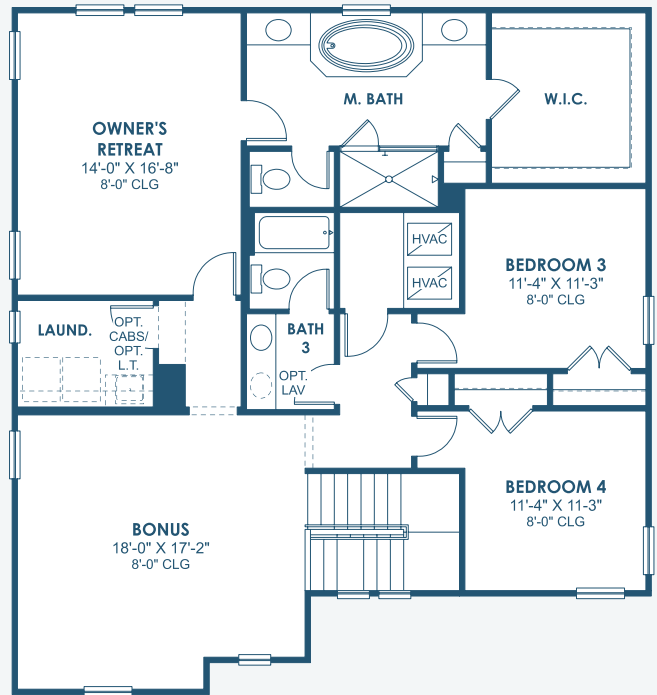 M. BATH
W.I.C.
OWNER'S
RETREAT
14'-0" X 16'-8"
8'-0" CLG
HVAC
HVAC
BEDROOM 3
11'-4" X 11'-3"
8'-0" CLG
LAUND.
OPT.
CABS/
OPT.
L.T.
BATH
3
OPT.
LAV
BEDROOM 4
11'-4" X 11-3"
8'-0" CLG
BONUS
18'-0" X 17'-2"
8'-0" CLG